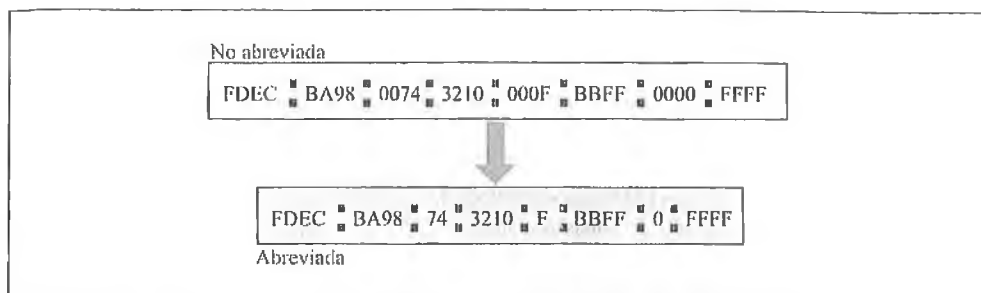 No abreviada
FDEC : BA98 : 0074 : 3210 : 000F : BBFF : 0000 : FFFF
FDEC : BA98 : 74 : 3210 : F : BBFF : 0 : FFFF
Abreviada